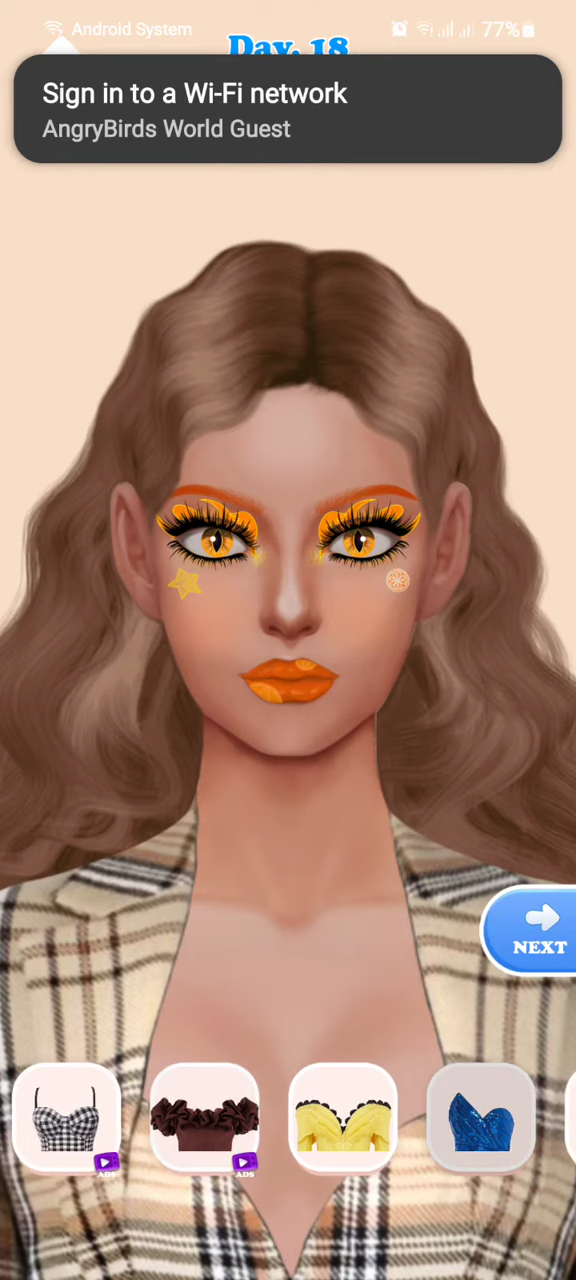 Android System
77%
Day. 18
Sign in to a Wi-Fi network
AngryBirds World Guest
NEXT
ADS
ADS